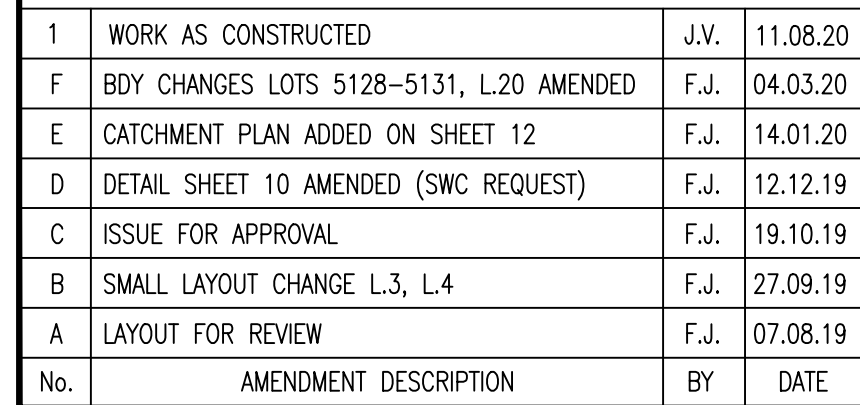 1 WORK AS CONSTRUCTED J.V. 11.08.20
F BDY CHANGES LOTS 5128-5131, L.20 AMENDED F.J. 04.03.20
E CATCHMENT PLAN ADDED ON SHEET 12 F.J. 14.01.20
D DETAIL SHEET 10 AMENDED (SWC REQUEST) F.J. 12.12.19
C ISSUE FOR APPROVAL F.J. 19.10.19
B SMALL LAYOUT CHANGE L.3, L.4 F.J. 27.09.19
A LAYOUT FOR REVIEW F.J. 07.08.19
No. AMENDMENT DESCRIPTION BY DATE